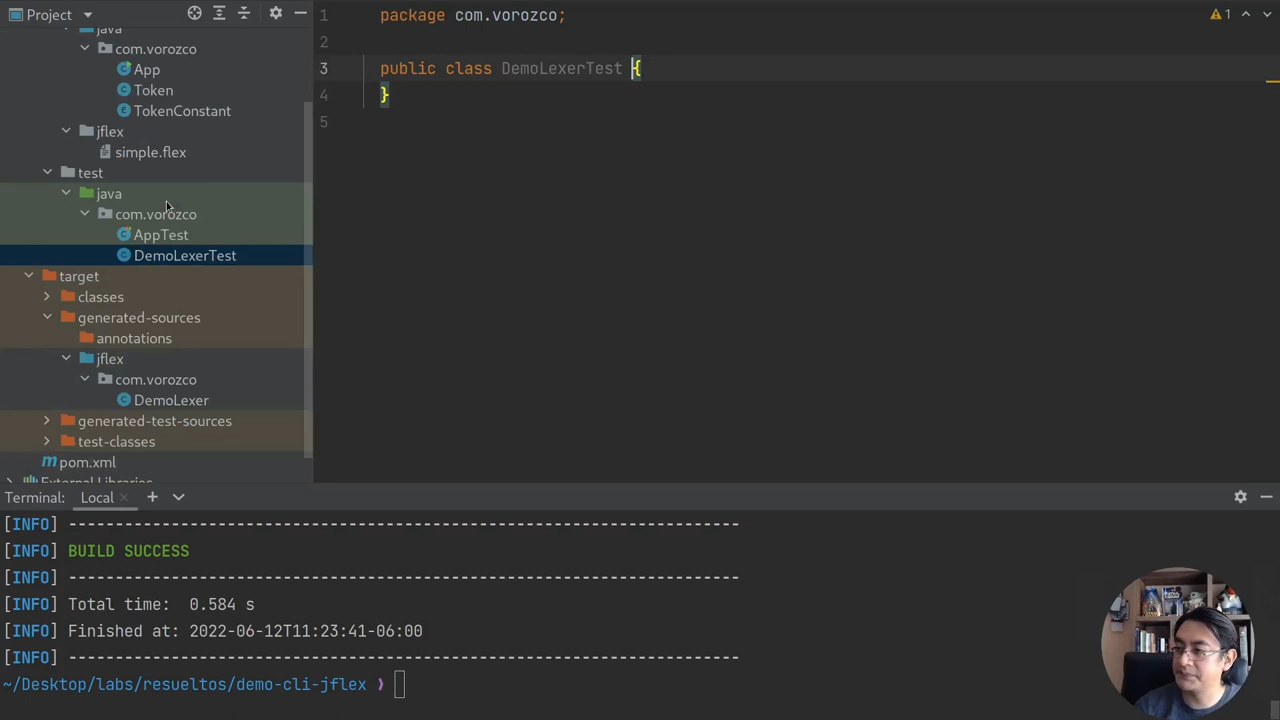 Project
java
com.vorozco
App
Token
TokenConstant
jflex
simple.flex
test
java
com.vorozco
AppTest
DemoLexerTest
target
classes
generated-sources
annotations
jflex
com.vorozco
DemoLexer
generated-test-sources
test-classes
pom.xml
External Libraries
1 package com.vorozco;
2
3 public class DemoLexerTest {
4 }
5
1
Terminal: Local
[INFO] ------------------------------------------------------------------------
[INFO] BUILD SUCCESS
[INFO] ------------------------------------------------------------------------
[INFO] Total time:  0.584 s
[INFO] Finished at: 2022-06-12T11:23:41-06:00
[INFO] ------------------------------------------------------------------------
~/Desktop/labs/resueltos/demo-cli-jflex ❯